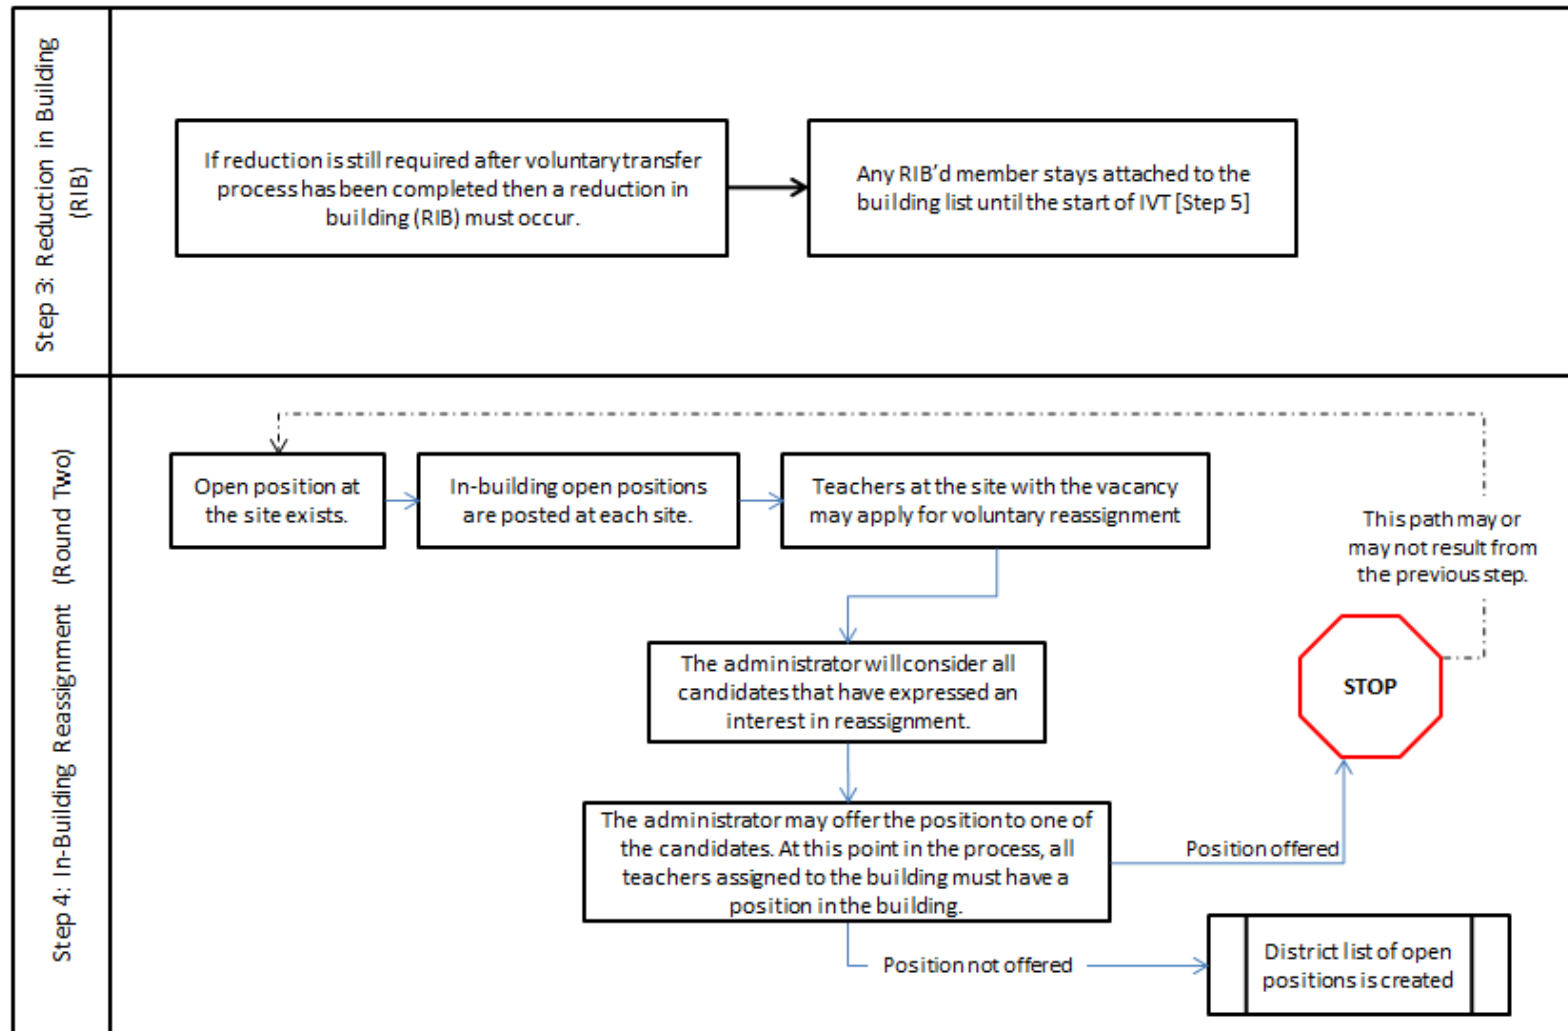 Step 3: Reduction in Building
(RIB)
If reduction is still required after voluntary transfer
process has been completed then a reduction in
building (RIB) must occur.
Any RIB'd member stays attached to the
building list until the start of IVT [Step 5]
Step 4: In-Building Reassignment (Round Two)
Open position at
the site exists.
In-building open positions
are posted at each site.
Teachers at the site with the vacancy
may apply for voluntary reassignment
This path may or
may not result from
the previous step.
The administrator will consider all
candidates that have expressed an
interest in reassignment.
STOP
The administrator may offer the position to one of
the candidates. At this point in the process, all
teachers assigned to the building must have a
position in the building.
Position offered
Position not offered
District list of open
positions is created